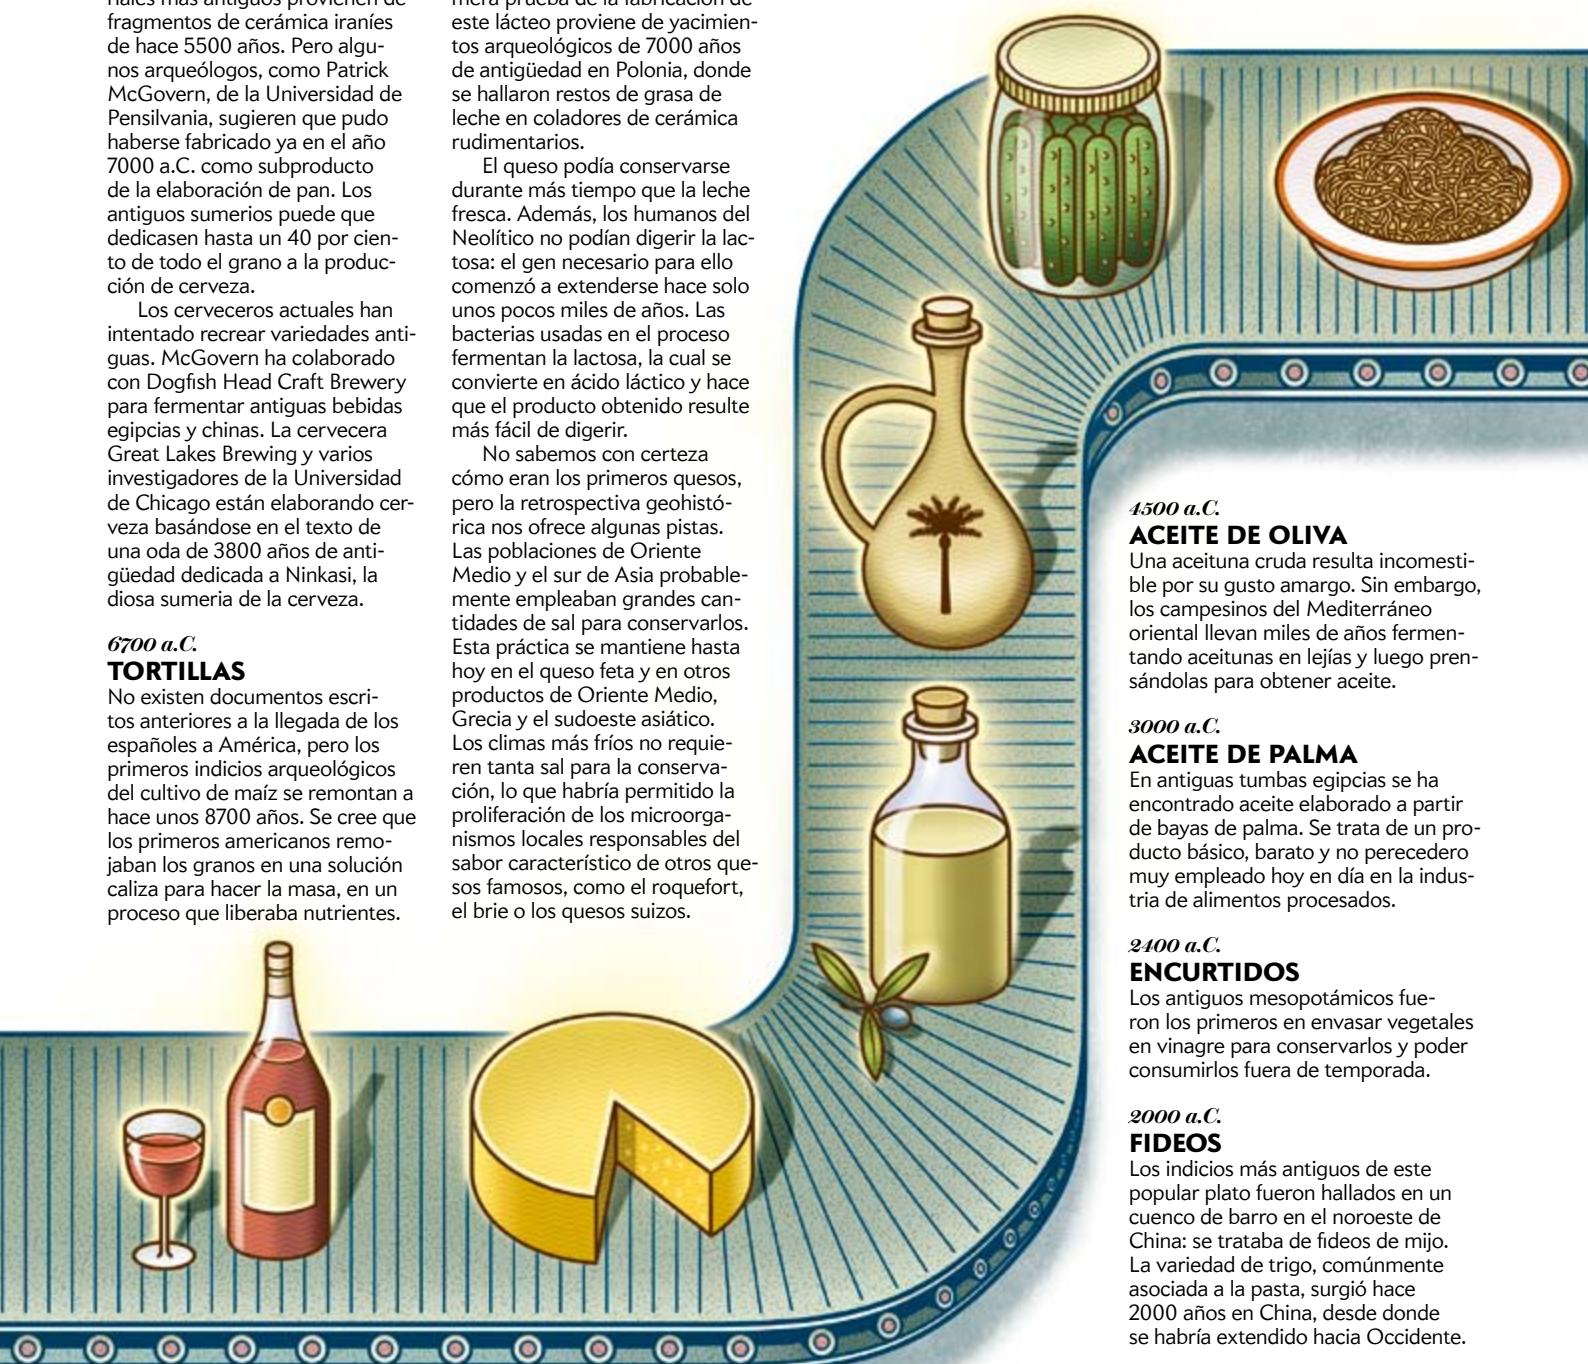 nales más antiguos provienen de
fragmentos de cerámica iraníes
de hace 5500 años. Pero algu-
nos arqueólogos, como Patrick
McGovern, de la Universidad de
Pensilvania, sugieren que pudo
haberse fabricado ya en el año
7000 a.C. como subproducto
de la elaboración de pan. Los
antiguos sumerios puede que
dedicasen hasta un 40 por cien-
to de todo el grano a la produc-
ción de cerveza.
Los cerveceros actuales han
intentado recrear variedades anti-
guas. McGovern ha colaborado
con Dogfish Head Craft Brewery
para fermentar antiguas bebidas
egipcias y chinas. La cervecera
Great Lakes Brewing y varios
investigadores de la Universidad
de Chicago están elaborando cer-
veza basándose en el texto de
una oda de 3800 años de anti-
güedad dedicada a Ninkasi, la
diosa sumeria de la cerveza.
6700 a.C.
TORTILLAS
No existen documentos escri-
tos anteriores a la llegada de los
españoles a América, pero los
primeros indicios arqueológicos
del cultivo de maíz se remontan a
hace unos 8700 años. Se cree que
los primeros americanos remo-
jaban los granos en una solución
caliza para hacer la masa, en un
proceso que liberaba nutrientes.
mera prueba de la fabricación de
este lácteo proviene de yacimien-
tos arqueológicos de 7000 años
de antigüedad en Polonia, donde
se hallaron restos de grasa de
leche en coladores de cerámica
rudimentarios.
El queso podía conservarse
durante más tiempo que la leche
fresca. Además, los humanos del
Neolítico no podían digerir la lac-
tosa: el gen necesario para ello
comenzó a extenderse hace solo
unos pocos miles de años. Las
bacterias usadas en el proceso
fermentan la lactosa, la cual se
convierte en ácido láctico y hace
que el producto obtenido resulte
más fácil de digerir.
No sabemos con certeza
cómo eran los primeros quesos,
pero la retrospectiva geohistó-
rica nos ofrece algunas pistas.
Las poblaciones de Oriente
Medio y el sur de Asia probable-
mente empleaban grandes can-
tidades de sal para conservarlos.
Esta práctica se mantiene hasta
hoy en el queso feta y en otros
productos de Oriente Medio,
Grecia y el sudoeste asiático.
Los climas más fríos no requie-
ren tanta sal para la conserva-
ción, lo que habría permitido la
proliferación de los microorga-
nismos locales responsables del
sabor característico de otros que-
sos famosos, como el roquefort,
el brie o los quesos suizos.
4500 a.C.
ACEITE DE OLIVA
Una aceituna cruda resulta incomesti-
ble por su gusto amargo. Sin embargo,
los campesinos del Mediterráneo
oriental llevan miles de años fermen-
tando aceitunas en lejías y luego pren-
sándolas para obtener aceite.
3000 a.C.
ACEITE DE PALMA
En antiguas tumbas egipcias se ha
encontrado aceite elaborado a partir
de bayas de palma. Se trata de un pro-
ducto básico, barato y no perecedero
muy empleado hoy en día en la indus-
tria de alimentos procesados.
2400 a.C.
ENCURTIDOS
Los antiguos mesopotámicos fue-
ron los primeros en envasar vegetales
en vinagre para conservarlos y poder
consumirlos fuera de temporada.
2000 a.C.
FIDEOS
Los indicios más antiguos de este
popular plato fueron hallados en un
cuenco de barro en el noroeste de
China: se trataba de fideos de mijo.
La variedad de trigo, comúnmente
asociada a la pasta, surgió hace
2000 años en China, desde donde
se habría extendido hacia Occidente.